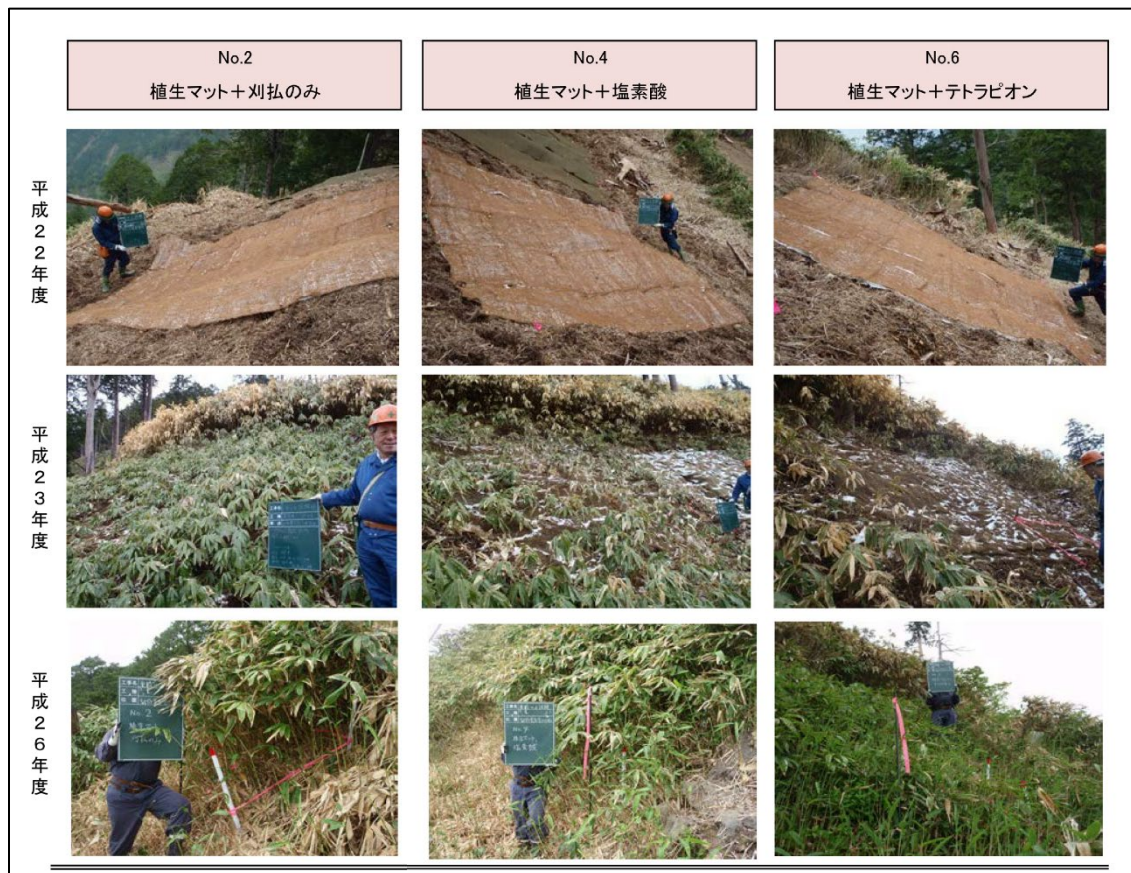 No.2
植生マット＋刈払のみ
No.4
植生マット＋塩素酸
No.6
植生マット＋テトラピオン
平成２２年度
平成２３年度
平成２６年度
No.2
塩素酸